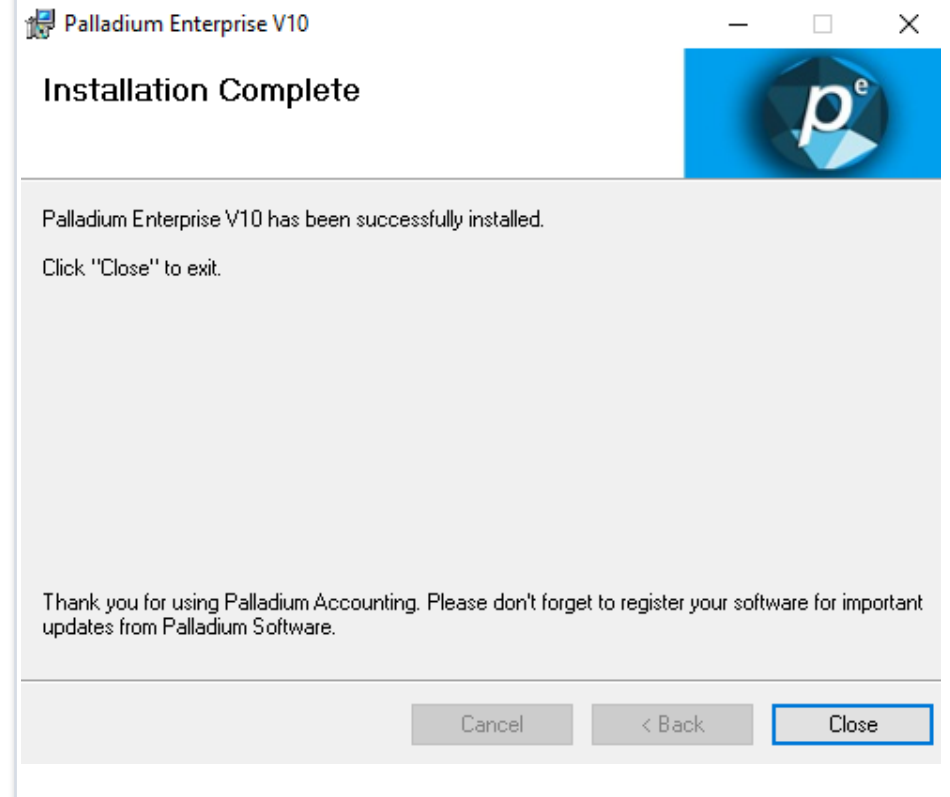 Palladium Enterprise V10
Installation Complete
pe
Palladium Enterprise V10 has been successfully installed.
Click "Close" to exit.
Thank you for using Palladium Accounting. Please don't forget to register your software for important
updates from Palladium Software.
Cancel
< Back
Close